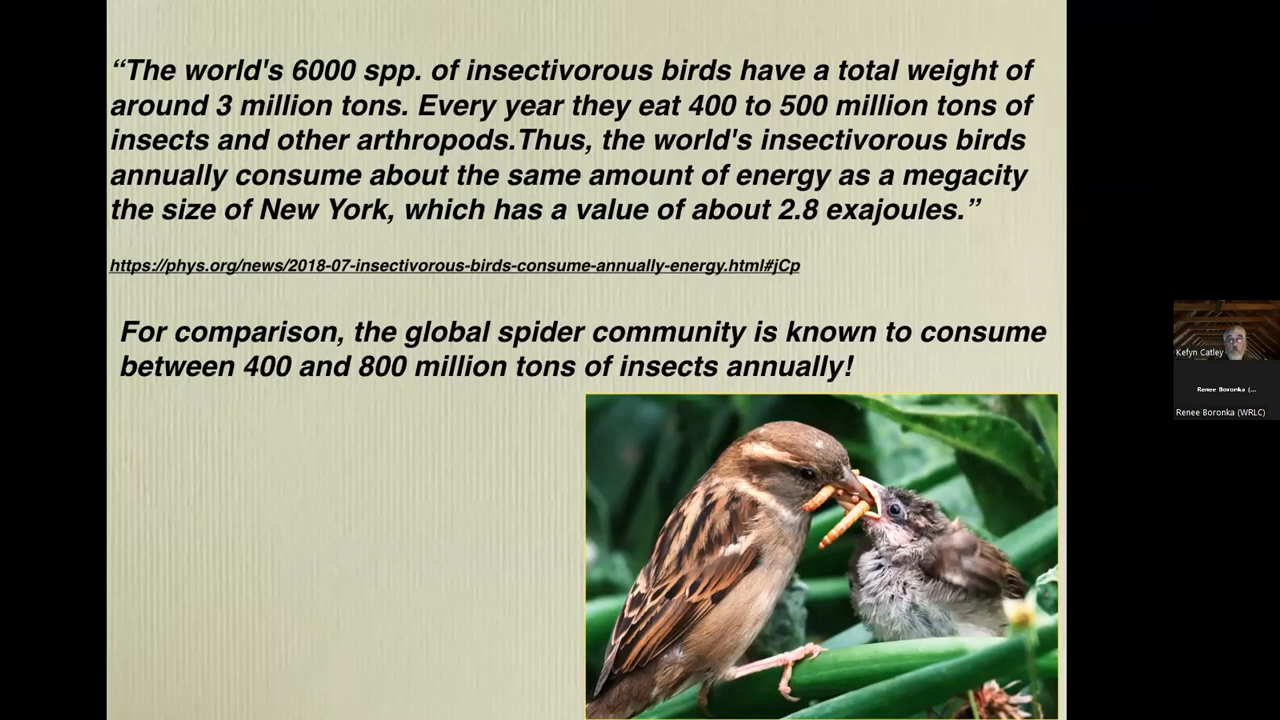 “The world's 6000 spp. of insectivorous birds have a total weight of
around 3 million tons. Every year they eat 400 to 500 million tons of
insects and other arthropods.Thus, the world's insectivorous birds
annually consume about the same amount of energy as a megacity
the size of New York, which has a value of about 2.8 exajoules.”
https://phys.org/news/2018-07-insectivorous-birds-consume-annually-energy.html#jCp
For comparison, the global spider community is known to consume
between 400 and 800 million tons of insects annually!
Kefyn Catley
Renee Boronka (...
Renee Boronka (WRLC)